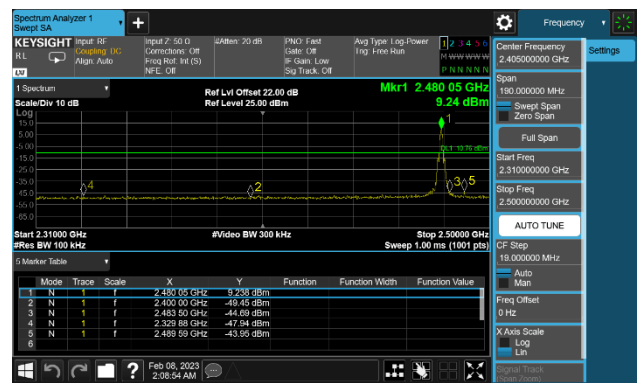 Spectrum Analyzer 1
Swept SA
Frequency
KEYSIGHT Input: RF
R L Coupling: DC
Align: Auto
LXI
Input Z: 50 Ω
Corrections: Off
Freq Ref: Int (S)
NFE: Off
#Atten: 20 dB
PNO: Fast
Gate: Off
IF Gain: Low
Sig Track: Off
Avg Type: Log-Power
Trig: Free Run
1 2 3 4 5 6
M W W W W W
P N N N N N
1 Spectrum
Scale/Div 10 dB
Ref Lvl Offset 22.00 dB
Ref Level 25.00 dBm
Mkr1 2.480 05 GHz
9.24 dBm
Log
15.0
5.00
-5.00
-15.0
-25.0
-35.0
-45.0
-55.0
-65.0
1
DL1 -10.76 dBm
4
2
3
5
Start 2.31000 GHz
#Video BW 300 kHz
Stop 2.50000 GHz
#Res BW 100 kHz
Sweep 1.00 ms (1001 pts)
5 Marker Table
Mode Trace Scale X Y Function Function Width Function Value
1 N 1 f 2.480 05 GHz 9.238 dBm
2 N 1 f 2.400 00 GHz -49.45 dBm
3 N 1 f 2.483 50 GHz -44.69 dBm
4 N 1 f 2.329 88 GHz -47.94 dBm
5 N 1 f 2.489 59 GHz -43.95 dBm
6
Feb 08, 2023
2:08:54 AM
Center Frequency
2.405000000 GHz
Settings
Span
190.000000 MHz
Swept Span
Zero Span
Full Span
Start Freq
2.310000000 GHz
Stop Freq
2.500000000 GHz
AUTO TUNE
CF Step
19.000000 MHz
Auto
Man
Freq Offset
0 Hz
X Axis Scale
Log
Lin
Signal Track
(Span Zoom)